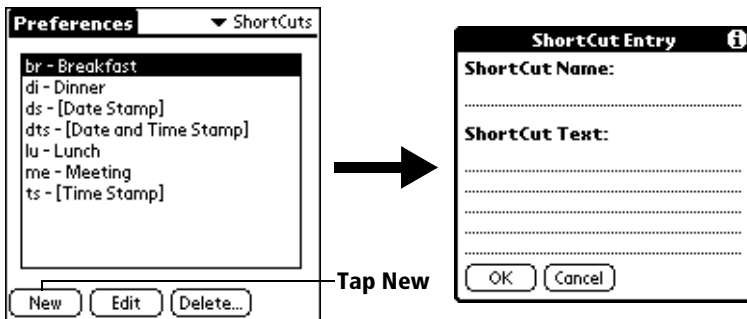 Preferences ShortCuts
br - Breakfast
di - Dinner
ds - [Date Stamp]
dts - [Date and Time Stamp]
lu - Lunch
me - Meeting
ts - [Time Stamp]
New Edit Delete...
Tap New
ShortCut Entry i
ShortCut Name:
ShortCut Text:
OK Cancel